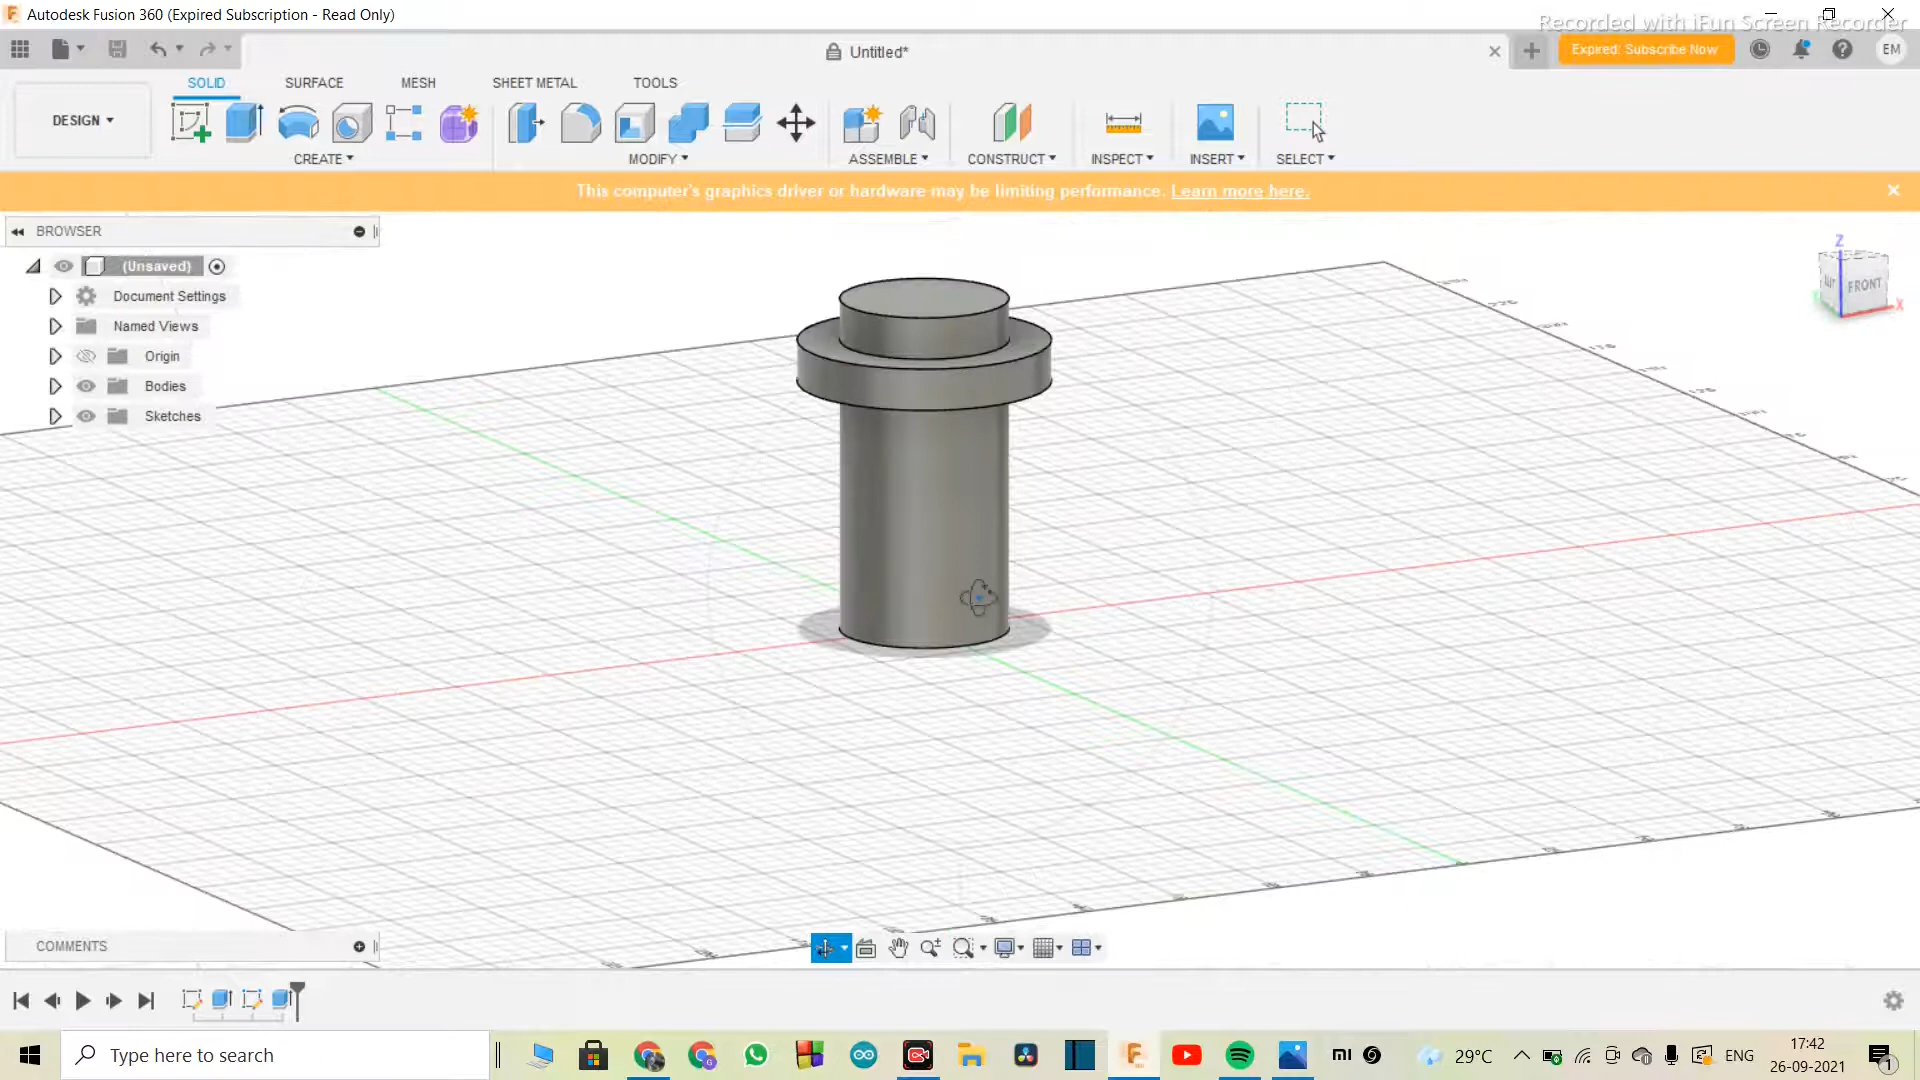 Autodesk Fusion 360 (Expired Subscription - Read Only)
Recorded with iFun Screen Recorder
Untitled*
Expired: Subscribe Now
EM
DESIGN
SOLID
SURFACE
MESH
SHEET METAL
TOOLS
CREATE
MODIFY
ASSEMBLE
CONSTRUCT
INSPECT
INSERT
SELECT
This computer's graphics driver or hardware may be limiting performance. Learn more here.
BROWSER
(Unsaved)
Document Settings
Named Views
Origin
Bodies
Sketches
Z
FRONT
X
COMMENTS
Type here to search
29°C
ENG
17:42
26-09-2021
1